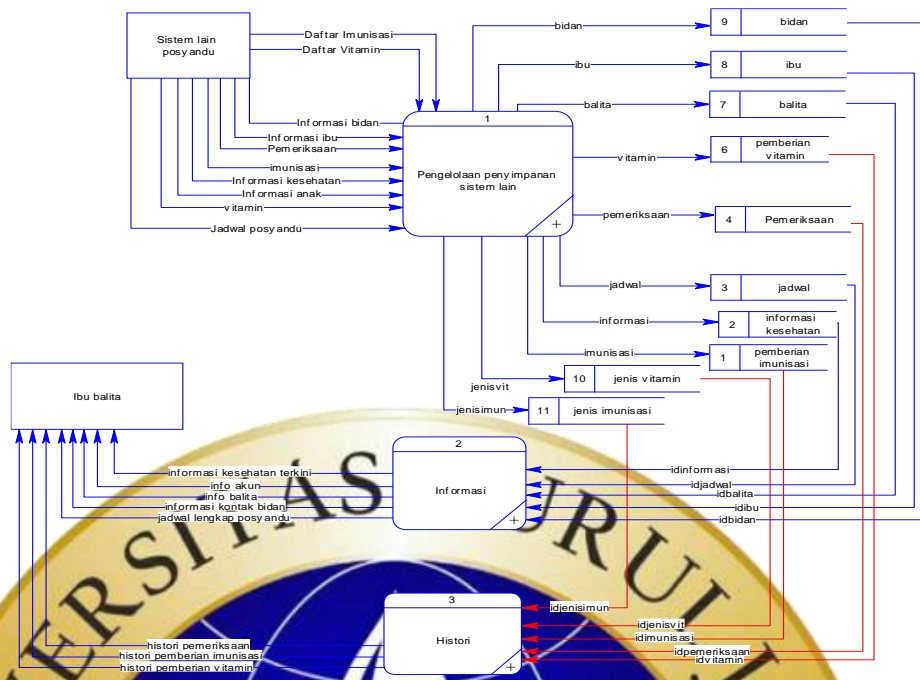 Sistem lain
posyandu
Daftar Imunisasi
Daftar Vitamin
Informasi bidan
Informasi ibu
Pemeriksaan
imunisasi
Informasi kesehatan
Informasi anak
vitamin
Jadwal posyandu
1
Pengelolaan penyimpanan
sistem lain
+
bidan
9 bidan
ibu
8 ibu
balita
7 balita
vitamin
6 pemberian
vitamin
pemeriksaan
4 Pemeriksaan
jadwal
3 jadwal
informasi
2 informasi
kesehatan
imunisasi
1 pemberian
imunisasi
jenisvit
10 jenis vitamin
jenisimun
11 jenis imunisasi
Ibu balita
informasi kesehatan terkini
info akun
info balita
informasi kontak bidan
jadwal lengkap posyandu
2
Informasi
+
idinformasi
idjadwal
idbalita
idibu
idbidan
3
Histori
+
idjenisimun
idjenisvit
idimunisasi
idpemeriksaan
idvitamin
histori pemeriksaan
histori pemberian imunisasi
histori pemberian vitamin